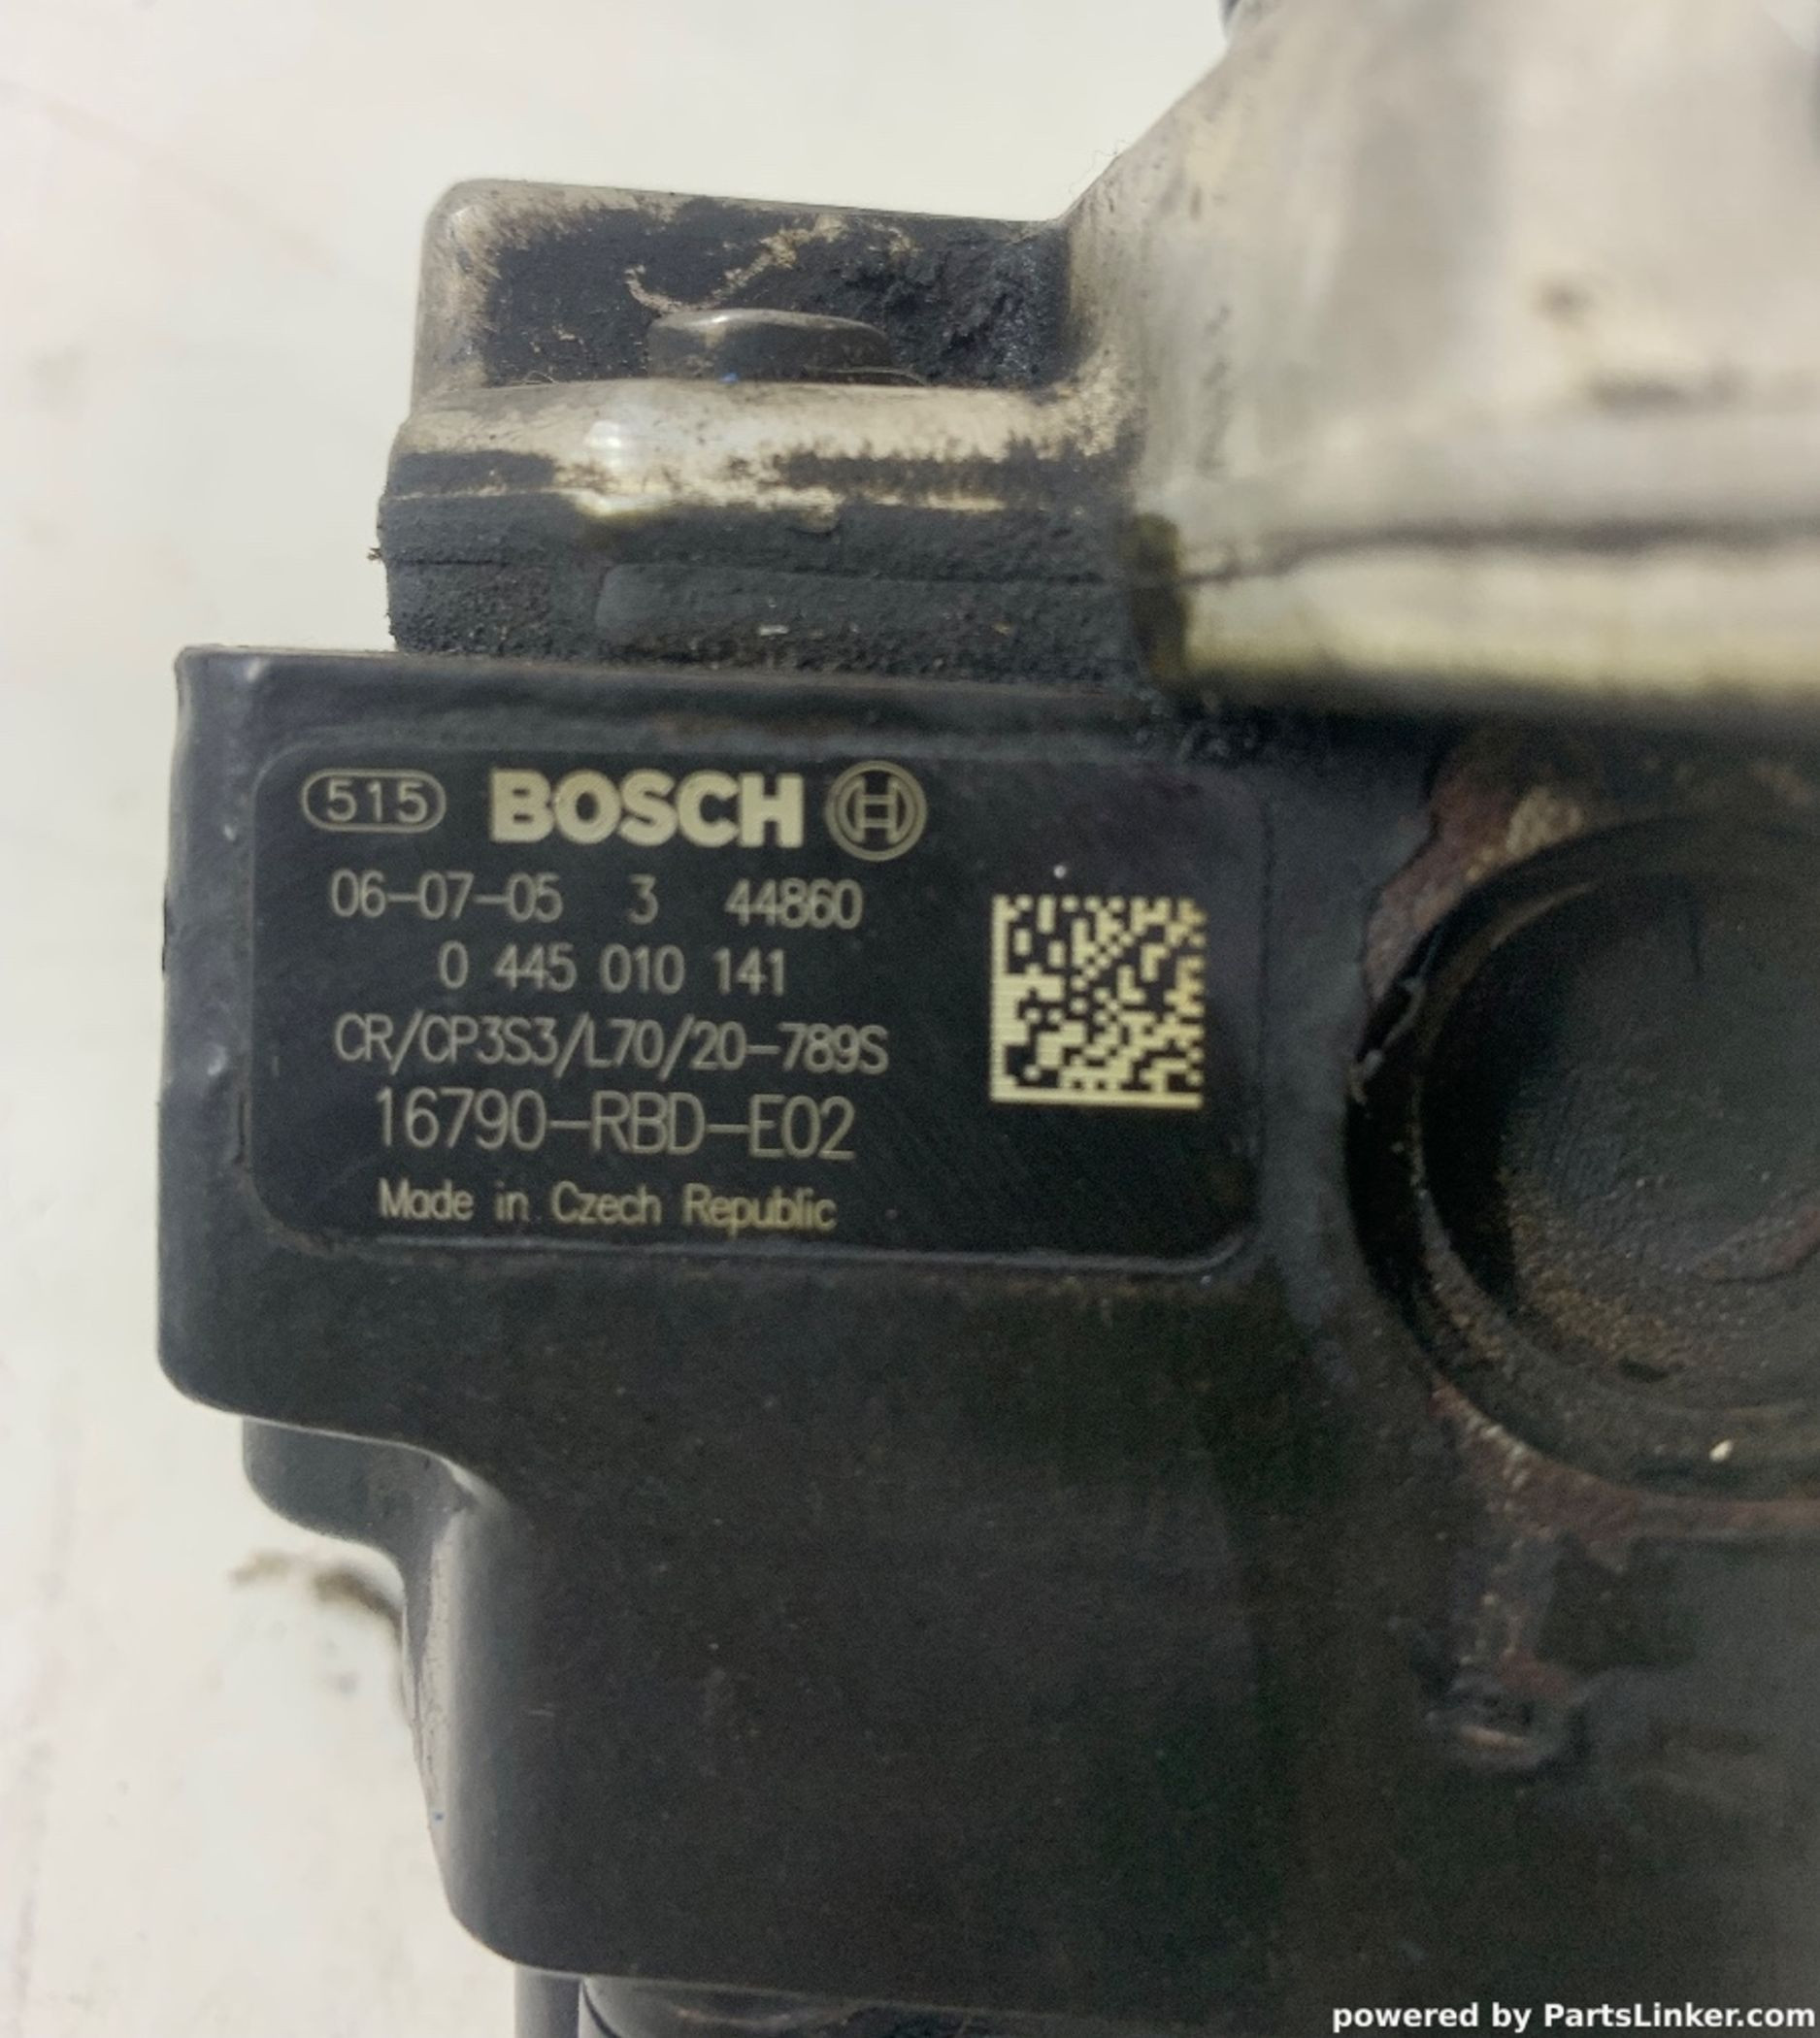 515 BOSCH
06-07-05 3 44860
0 445 010 141
CR/CP3S3/L70/20-789S
16790-RBD-E02
Made in Czech Republic
powered by PartsLinker.com